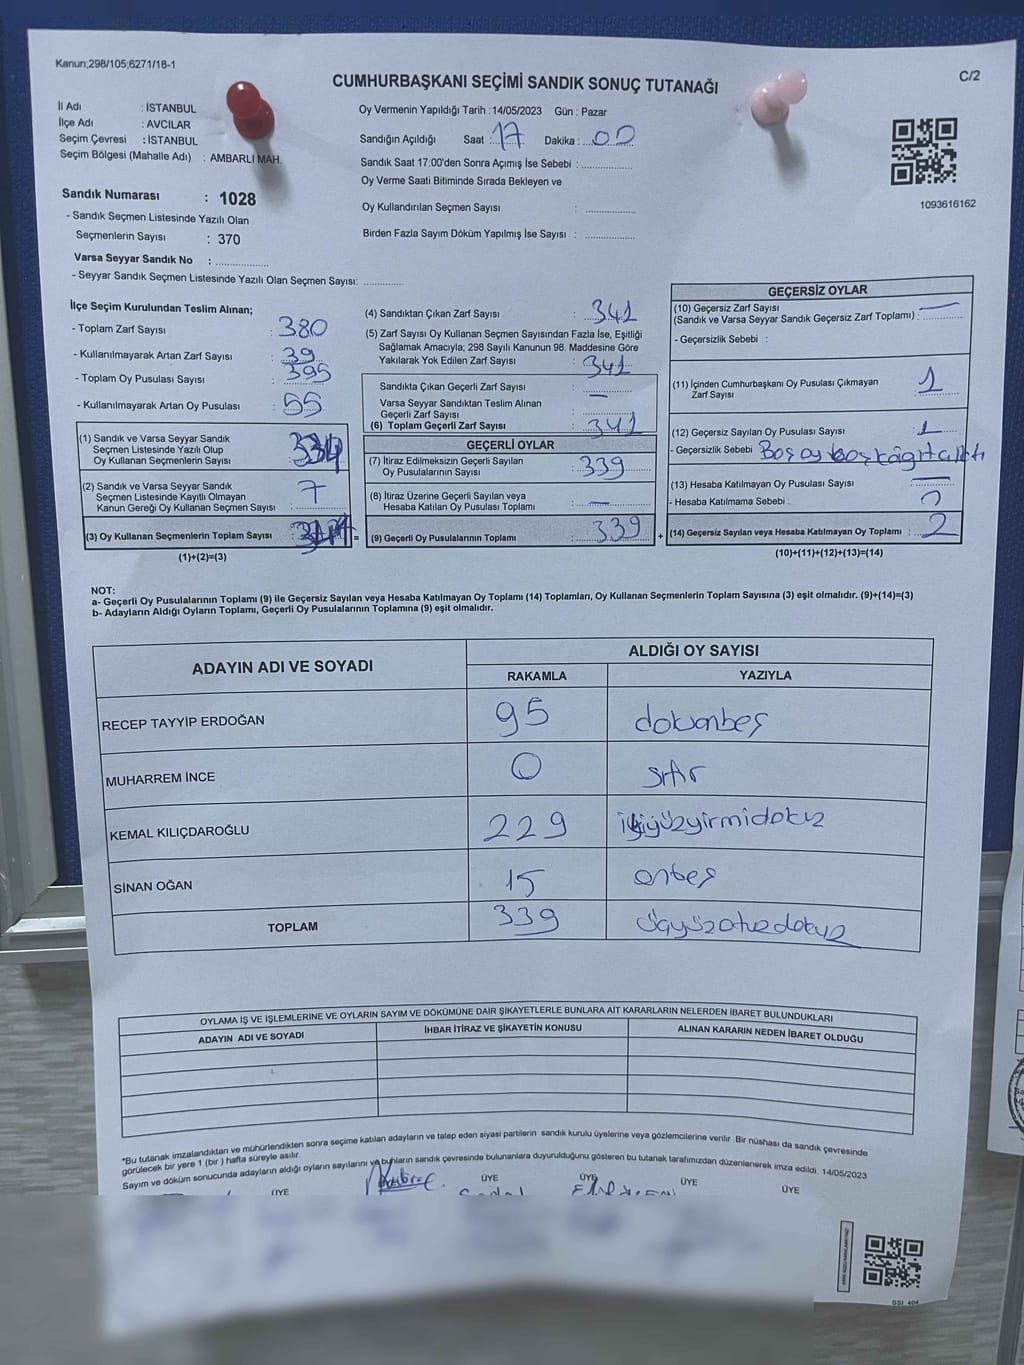 Kanun;298/105;6271/18-1
C/2
CUMHURBAŞKANI SEÇİMİ SANDIK SONUÇ TUTANAĞI
İl Adı : İSTANBUL
İlçe Adı : AVCILAR
Seçim Çevresi : İSTANBUL
Seçim Bölgesi (Mahalle Adı) : AMBARLI MAH.
Sandık Numarası : 1028
- Sandık Seçmen Listesinde Yazılı Olan
Seçmenlerin Sayısı : 370
Varsa Seyyar Sandık No : ................
- Seyyar Sandık Seçmen Listesinde Yazılı Olan Seçmen Sayısı: ............
Oy Vermenin Yapıldığı Tarih :14/05/2023 Gün : Pazar
Sandığın Açıldığı Saat : 17 Dakika : 00
Sandık Saat 17:00'den Sonra Açımış İse Sebebi : ...............
Oy Verme Saati Bitiminde Sırada Bekleyen ve
Oy Kullandırılan Seçmen Sayısı : ...............
Birden Fazla Sayım Döküm Yapılmış İse Sayısı : ...............
1093616162
İlçe Seçim Kurulundan Teslim Alınan;
- Toplam Zarf Sayısı : 380
- Kullanılmayarak Artan Zarf Sayısı : 39
- Toplam Oy Pusulası Sayısı : 395
- Kullanılmayarak Artan Oy Pusulası : 55
(1) Sandık ve Varsa Seyyar Sandık
Seçmen Listesinde Yazılı Olup
Oy Kullanan Seçmenlerin Sayısı : 334
(2) Sandık ve Varsa Seyyar Sandık
Seçmen Listesinde Kayıtlı Olmayan
Kanun Gereği Oy Kullanan Seçmen Sayısı : 7
(3) Oy Kullanan Seçmenlerin Toplam Sayısı :
(1)+(2)=(3)
(4) Sandıktan Çıkan Zarf Sayısı : 341
(5) Zarf Sayısı Oy Kullanan Seçmen Sayısından Fazla İse, Eşitliği
Sağlamak Amacıyla; 298 Sayılı Kanunun 98. Maddesine Göre
Yakılarak Yok Edilen Zarf Sayısı : 341
Sandıkta Çıkan Geçerli Zarf Sayısı : —
Varsa Seyyar Sandıktan Teslim Alınan
Geçerli Zarf Sayısı :
(6) Toplam Geçerli Zarf Sayısı : 341
GEÇERLİ OYLAR
(7) İtiraz Edilmeksizin Geçerli Sayılan
Oy Pusulalarının Sayısı : 339
(8) İtiraz Üzerine Geçerli Sayılan veya
Hesaba Katılan Oy Pusulası Toplamı : —
(9) Geçerli Oy Pusulalarının Toplamı : 339
GEÇERSİZ OYLAR
(10) Geçersiz Zarf Sayısı
(Sandık ve Varsa Seyyar Sandık Geçersiz Zarf Toplamı) : —
- Geçersizlik Sebebi :
(11) İçinden Cumhurbaşkanı Oy Pusulası Çıkmayan
Zarf Sayısı : 1
(12) Geçersiz Sayılan Oy Pusulası Sayısı : 1
- Geçersizlik Sebebi Boş oy boş kağıt
(13) Hesaba Katılmayan Oy Pusulası Sayısı : —
- Hesaba Katılmama Sebebi :
(14) Geçersiz Sayılan veya Hesaba Katılmayan Oy Toplamı : 2
(10)+(11)+(12)+(13)=(14)
NOT:
a- Geçerli Oy Pusulalarının Toplamı (9) ile Geçersiz Sayılan veya Hesaba Katılmayan Oy Toplamı (14) Toplamları, Oy Kullanan Seçmenlerin Toplam Sayısına (3) eşit olmalıdır. (9)+(14)=(3)
b- Adayların Aldığı Oyların Toplamı, Geçerli Oy Pusulalarının Toplamına (9) eşit olmalıdır.
ADAYIN ADI VE SOYADI
ALDIĞI OY SAYISI
RAKAMLA YAZIYLA
RECEP TAYYİP ERDOĞAN 95 doksanbeş
MUHARREM İNCE 0 sıfır
KEMAL KILIÇDAROĞLU 229 ikiyüzyirmidokuz
SİNAN OĞAN 15 onbeş
TOPLAM 339 üçyüzotuzdokuz
OYLAMA İŞ VE İŞLEMLERİNE VE OYLARIN SAYIM VE DÖKÜMÜNE DAİR ŞİKAYETLERLE BUNLARA AİT KARARLARIN NELERDEN İBARET BULUNDUKLARI
ADAYIN ADI VE SOYADI İHBAR İTİRAZ VE ŞİKAYETİN KONUSU ALINAN KARARIN NEDEN İBARET OLDUĞU
*Bu tutanak imzalandıktan ve mühürlendikten sonra seçime katılan adayların ve talep eden siyasi partilerin sandık kurulu üyelerine veya gözlemcilerine verilir. Bir nüshası da sandık çevresinde
görülecek bir yere 1 (bir) hafta süreyle asılır.
Sayım ve döküm sonucunda adayların aldığı oyların sayılarını ve bunların sandık çevresinde bulunanlara duyurulduğunu gösteren bu tutanak tarafımızdan düzenlenerek imza edildi. 14/05/2023
ÜYE ÜYE ÜYE ÜYE ÜYE